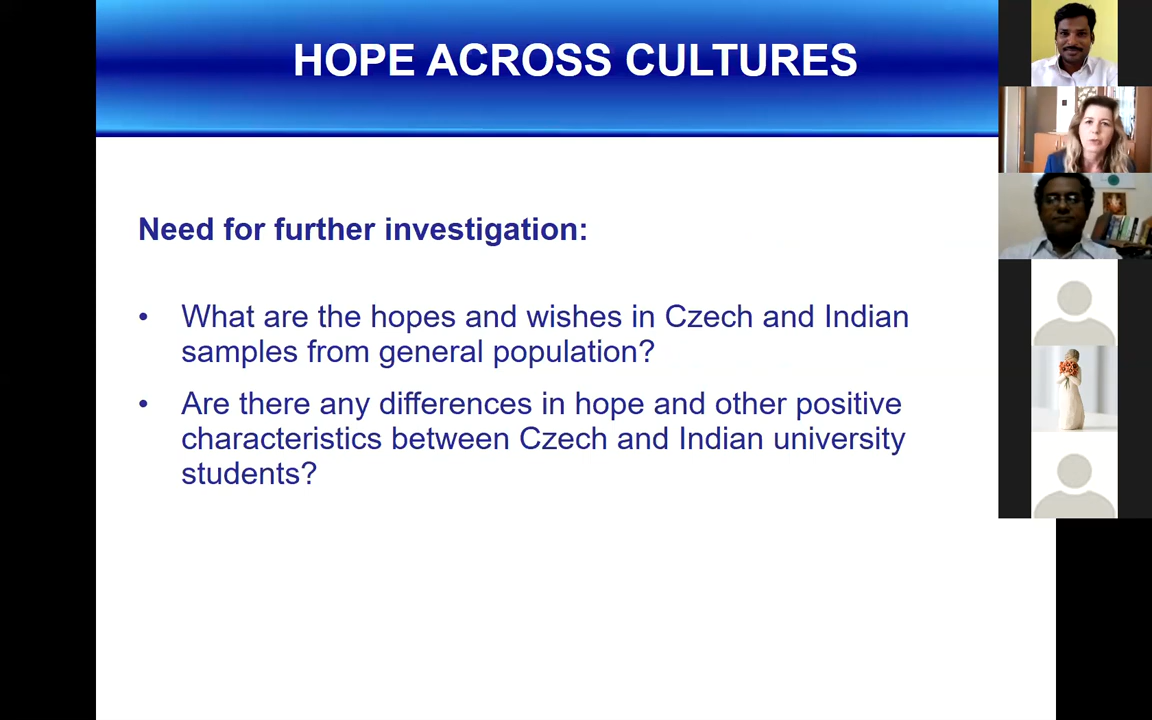 HOPE ACROSS CULTURES
Need for further investigation:
• What are the hopes and wishes in Czech and Indian
samples from general population?
• Are there any differences in hope and other positive
characteristics between Czech and Indian university
students?